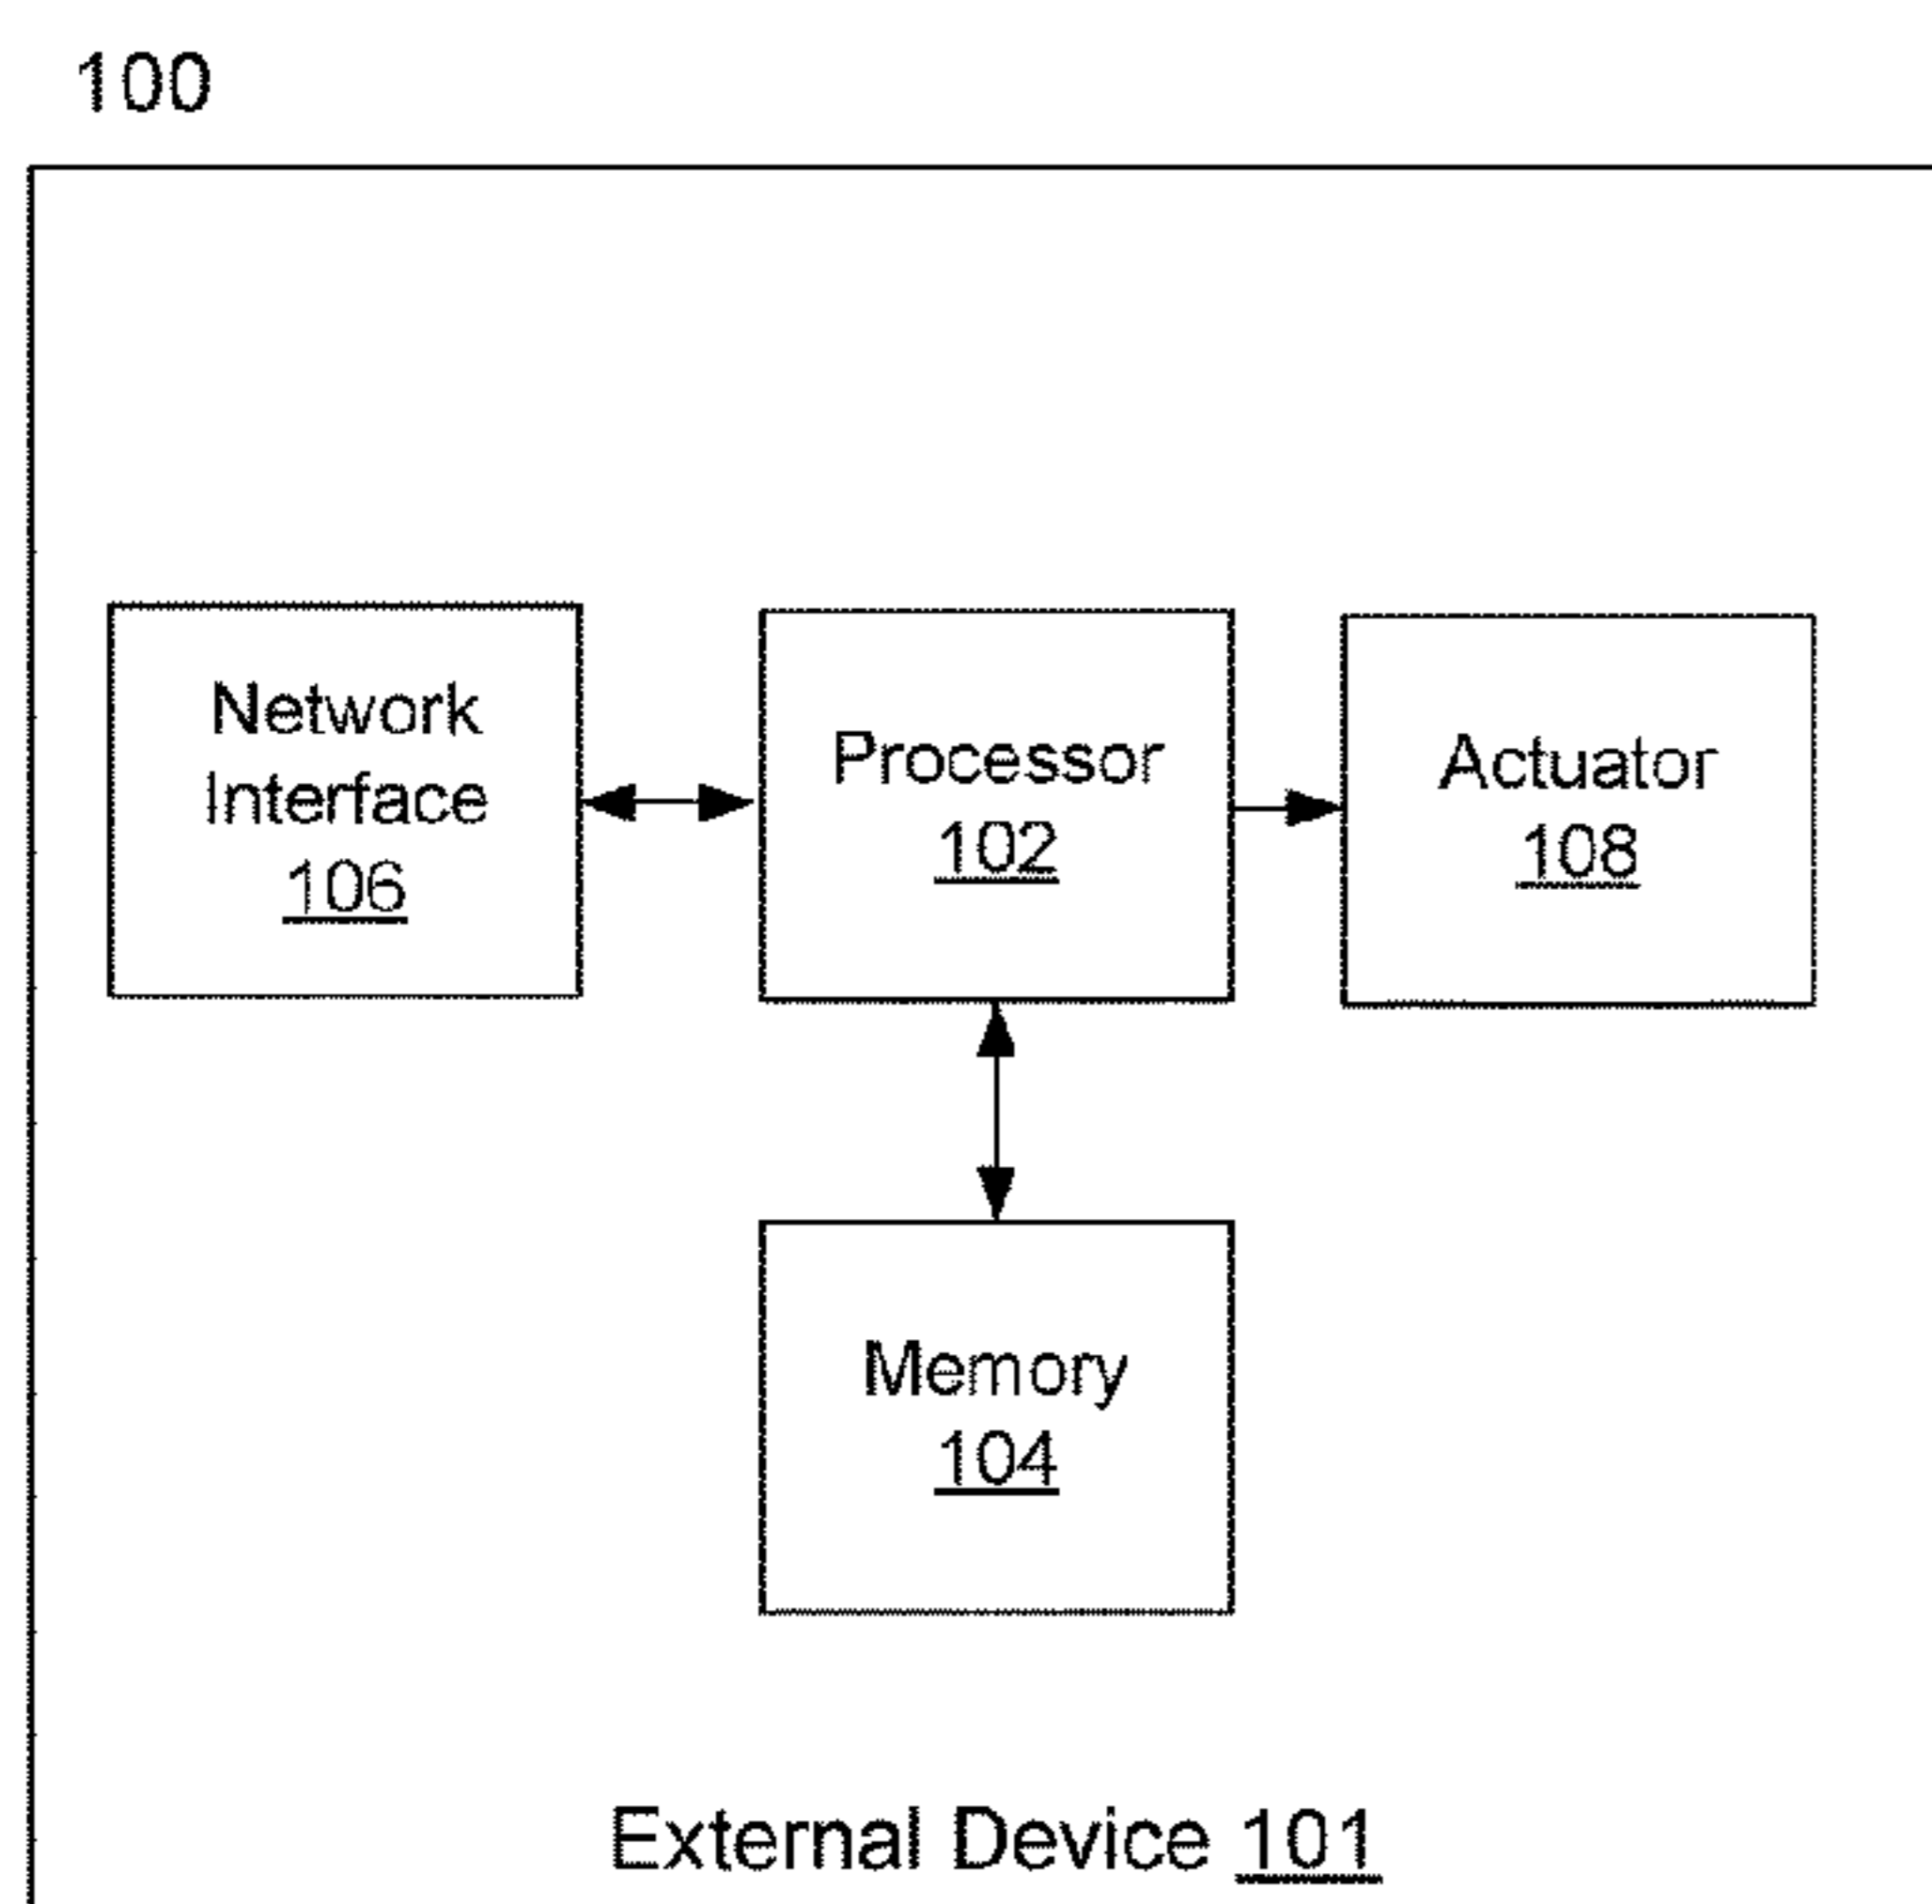 100
Network
Interface
106
Processor
102
Actuator
108
Memory
104
External Device 101